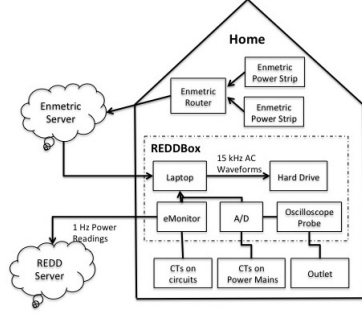 Home
Enmetric
Power Strip
Enmetric
Server
Enmetric
Router
Enmetric
Power Strip
REDDBox
15 kHz AC
Waveforms
Laptop
Hard Drive
1 Hz Power
Readings
eMonitor
A/D
Oscilloscope
Probe
REDD
Server
CTs on
circuits
CTs on
Power Mains
Outlet